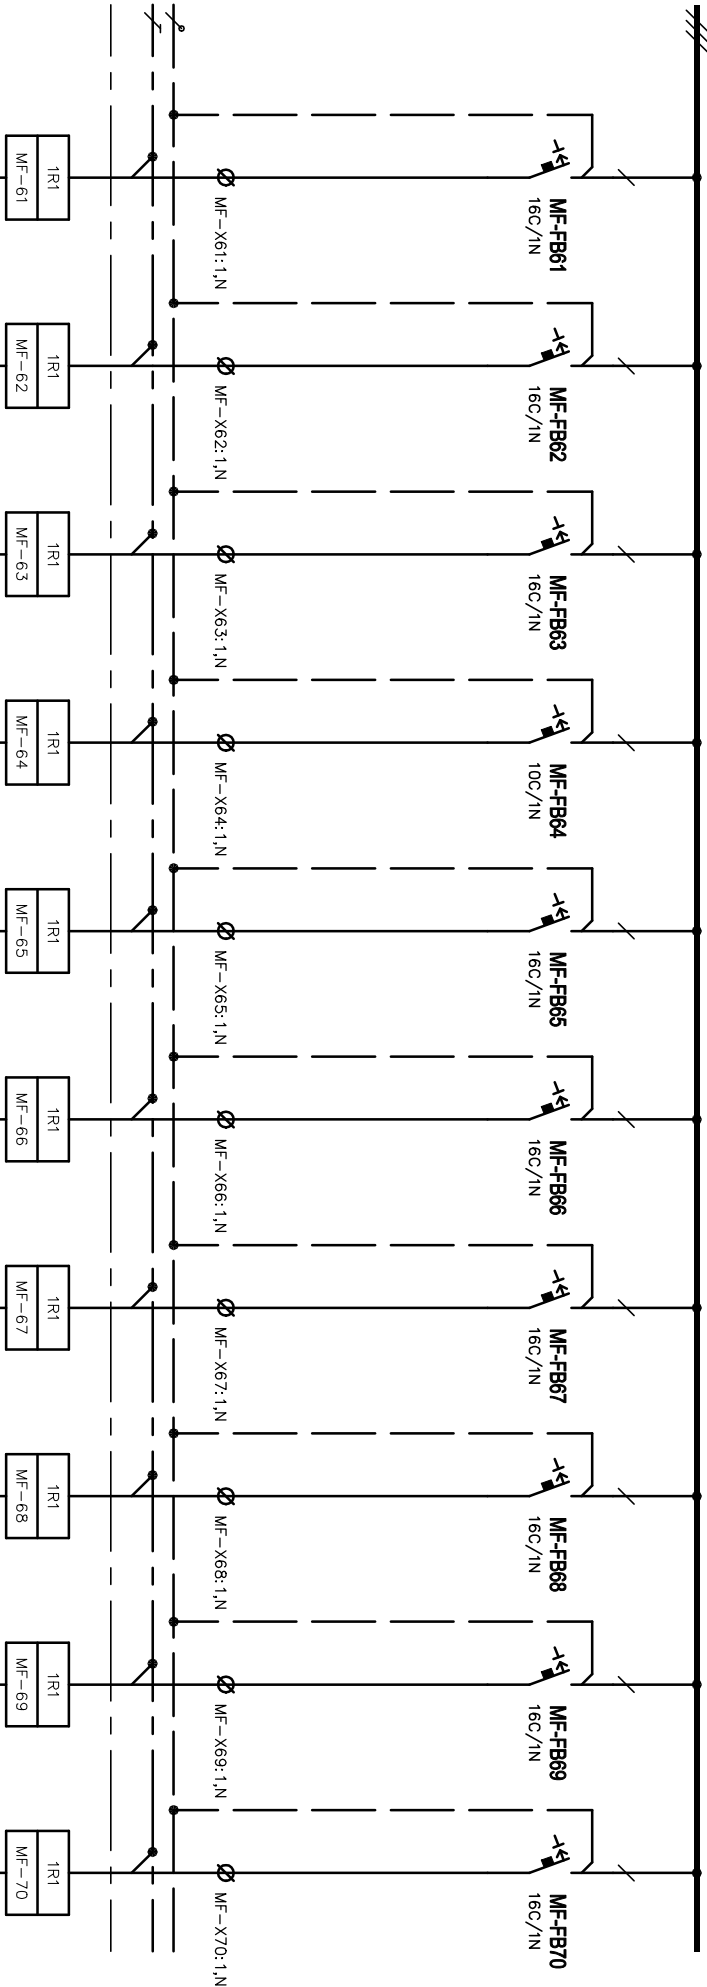 MF-FB61
16C/1N
MF-X61:1,N
1R1
MF-61
MF-FB62
16C/1N
MF-X62:1,N
1R1
MF-62
MF-FB63
16C/1N
MF-X63:1,N
1R1
MF-63
MF-FB64
10C/1N
MF-X64:1,N
1R1
MF-64
MF-FB65
16C/1N
MF-X65:1,N
1R1
MF-65
MF-FB66
16C/1N
MF-X66:1,N
1R1
MF-66
MF-FB67
16C/1N
MF-X67:1,N
1R1
MF-67
MF-FB68
16C/1N
MF-X68:1,N
1R1
MF-68
MF-FB69
16C/1N
MF-X69:1,N
1R1
MF-69
MF-FB70
16C/1N
MF-X70:1,N
1R1
MF-70